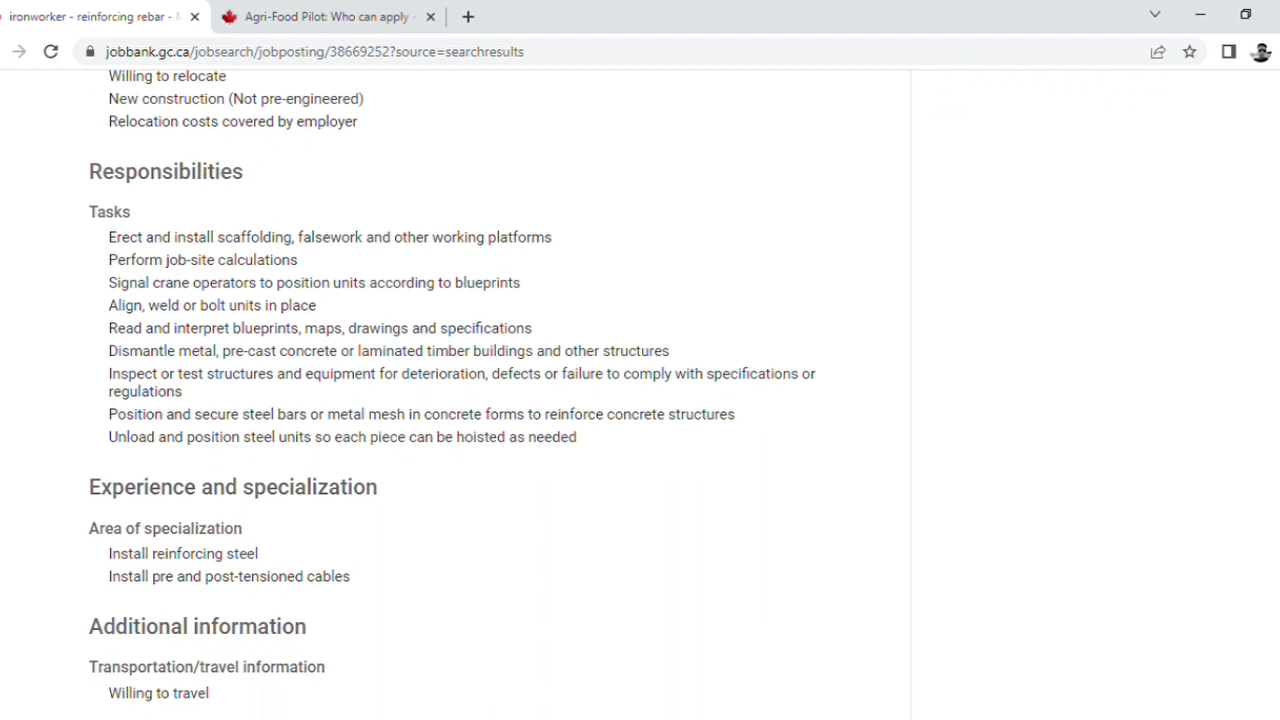 ironworker - reinforcing rebar -
Agri-Food Pilot: Who can apply -
jobbank.gc.ca/jobsearch/jobposting/38669252?source=searchresults
Willing to relocate
New construction (Not pre-engineered)
Relocation costs covered by employer
Responsibilities
Tasks
Erect and install scaffolding, falsework and other working platforms
Perform job-site calculations
Signal crane operators to position units according to blueprints
Align, weld or bolt units in place
Read and interpret blueprints, maps, drawings and specifications
Dismantle metal, pre-cast concrete or laminated timber buildings and other structures
Inspect or test structures and equipment for deterioration, defects or failure to comply with specifications or
regulations
Position and secure steel bars or metal mesh in concrete forms to reinforce concrete structures
Unload and position steel units so each piece can be hoisted as needed
Experience and specialization
Area of specialization
Install reinforcing steel
Install pre and post-tensioned cables
Additional information
Transportation/travel information
Willing to travel